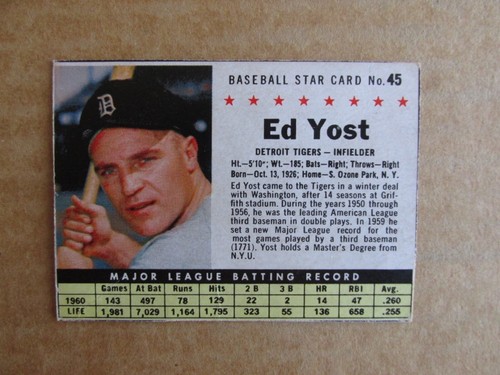 BASEBALL STAR CARD No. 45
D
Ed Yost
DETROIT TIGERS — INFIELDER
Ht.—5'10"; Wt.—185; Bats—Right; Throws—Right
Born—Oct. 13, 1926; Home—S. Ozone Park, N. Y.
Ed Yost came to the Tigers in a winter deal
with Washington, after 14 seasons at Grif-
fith stadium. During the years 1950 through
1956, he was the leading American League
third baseman in double plays. In 1959 he
set a new Major League record for the
most games played by a third baseman
(1771). Yost holds a Master's Degree from
N.Y.U.
MAJOR LEAGUE BATTING RECORD
Games At Bat Runs Hits 2 B 3 B HR RBI Avg.
1960 143 497 78 129 22 2 14 47 .260
LIFE 1,981 7,029 1,164 1,795 323 55 136 658 .255